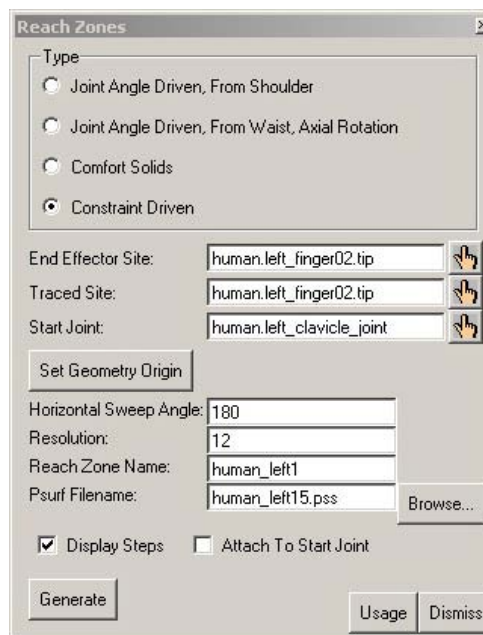 Reach Zones
Type
Joint Angle Driven, From Shoulder
Joint Angle Driven, From Waist, Axial Rotation
Comfort Solids
Constraint Driven
End Effector Site: human.left_finger02.tip
Traced Site: human.left_finger02.tip
Start Joint: human.left_clavicle_joint
Set Geometry Origin
Horizontal Sweep Angle: 180
Resolution: 12
Reach Zone Name: human_left1
Psurf Filename: human_left15.pss
Browse...
Display Steps Attach To Start Joint
Generate
Usage Dismiss